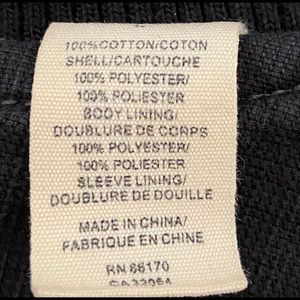 100% COTTON/COTON
SHELL/CARTOUCHE
100% POLYESTER/
100% POLIESTER
BODY LINING/
DOUBLURE DE CORPS
100% POLYESTER/
100% POLIESTER
SLEEVE LINING/
DOUBLURE DE DOUILLE
MADE IN CHINA/
FABRIQUE EN CHINE
RN 66170